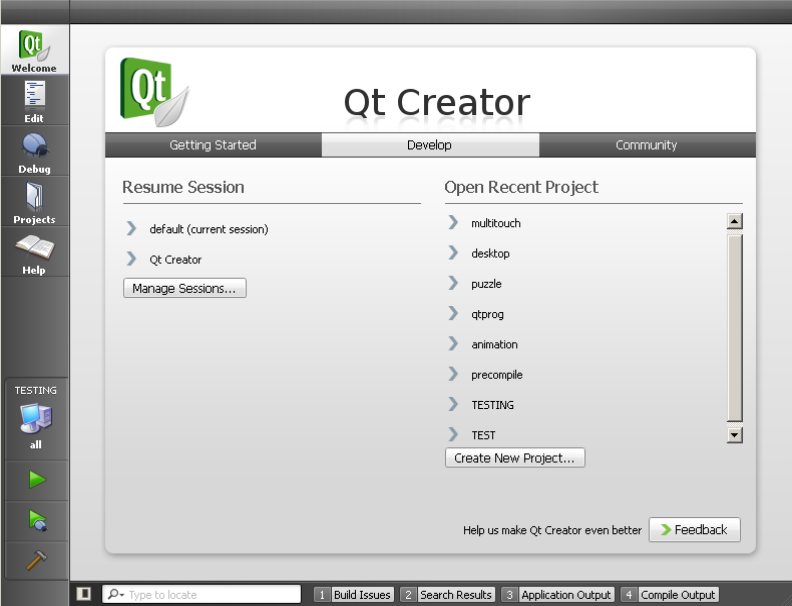 Qt
Welcome
Edit
Debug
Projects
Help
TESTING
all
Qt
Qt Creator
Getting Started
Develop
Community
Resume Session
default (current session)
Qt Creator
Manage Sessions...
Open Recent Project
multitouch
desktop
puzzle
qtprog
animation
precompile
TESTING
TEST
Create New Project...
Help us make Qt Creator even better
Feedback
Type to locate
1 Build Issues
2 Search Results
3 Application Output
4 Compile Output